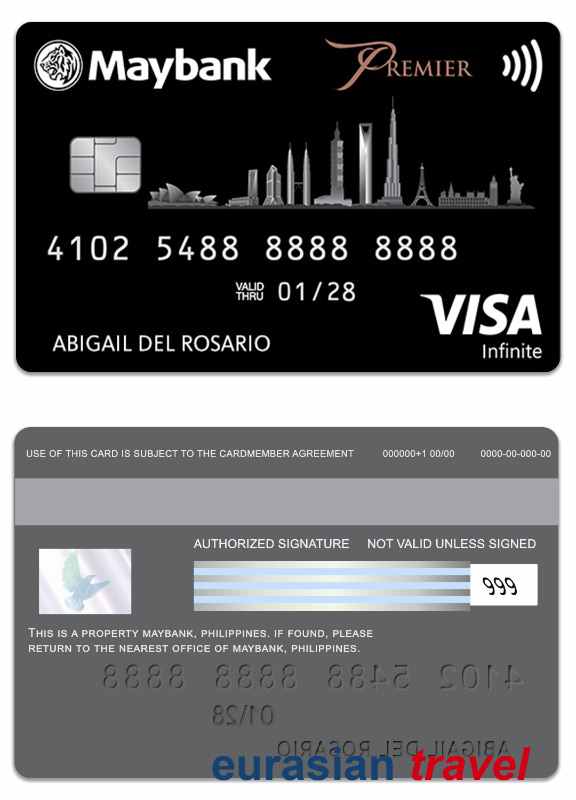 Maybank PREMIER
4102 5488 8888 8888
VALID THRU 01/28
VISA
ABIGAIL DEL ROSARIO
Infinite
USE OF THIS CARD IS SUBJECT TO THE CARDMEMBER AGREEMENT 000000+1 00/00 0000-00-000-00
AUTHORIZED SIGNATURE NOT VALID UNLESS SIGNED
999
THIS IS A PROPERTY MAYBANK, PHILIPPINES. IF FOUND, PLEASE
RETURN TO THE NEAREST OFFICE OF MAYBANK, PHILIPPINES.
4102 5488 8888 8888
01/28
ABIGAIL DEL ROSARIO
eurasian travel